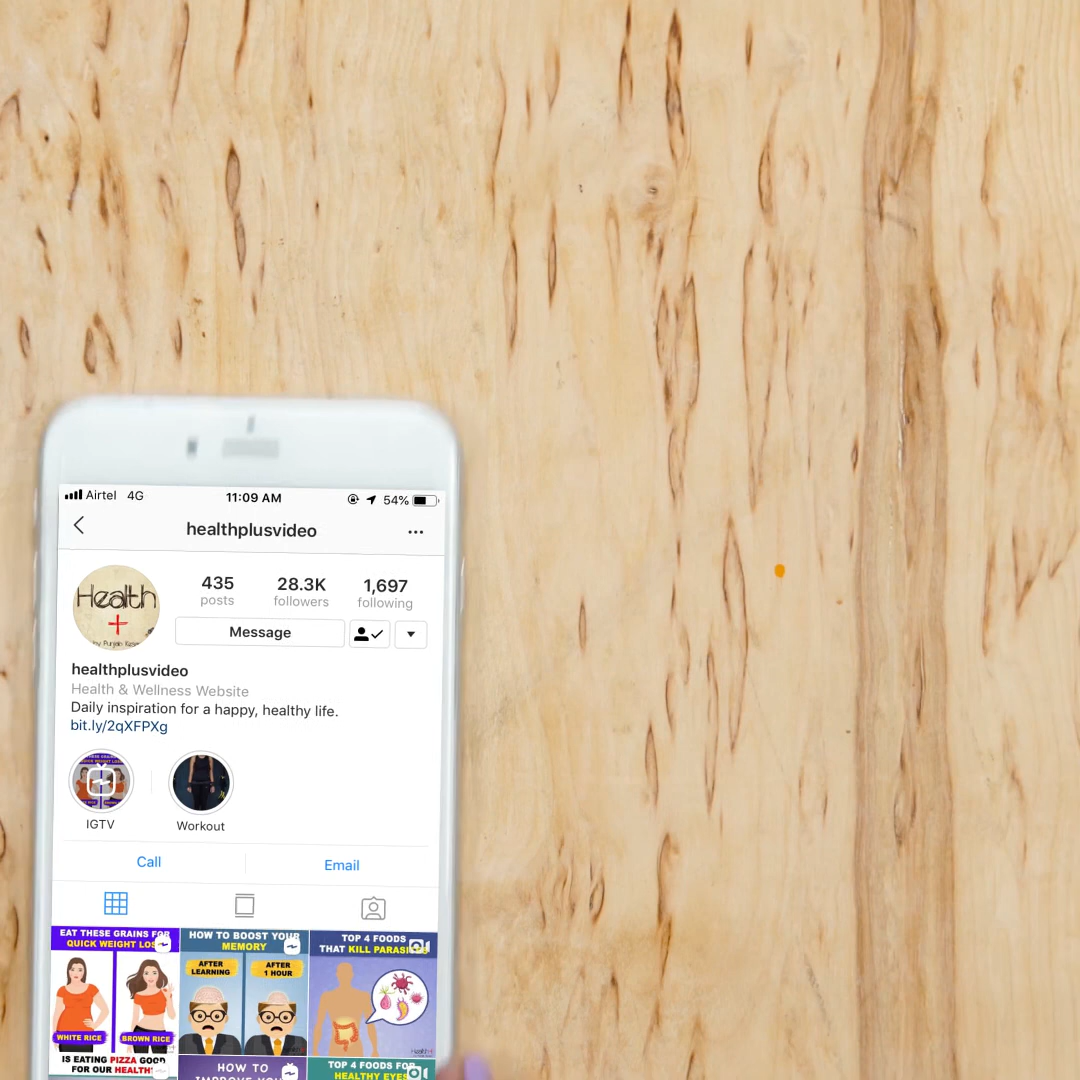 Airtel 4G 11:09 AM 54%
healthplusvideo
435 28.3K 1,697
posts followers following
Health
Message
healthplusvideo
Health & Wellness Website
Daily inspiration for a happy, healthy life.
bit.ly/2qXFPXg
IGTV Workout
Call Email
EAT THESE GRAINS FOR
QUICK WEIGHT LOSS
WHITE RICE BROWN RICE
IS EATING PIZZA GOOD
FOR OUR HEALTH
HOW TO BOOST YOUR
MEMORY
AFTER
LEARNING
AFTER
1 HOUR
TOP 4 FOODS
THAT KILL PARASITES
HOW TO
IMPROVE YOUR
TOP 4 FOODS FOR
HEALTHY EYES